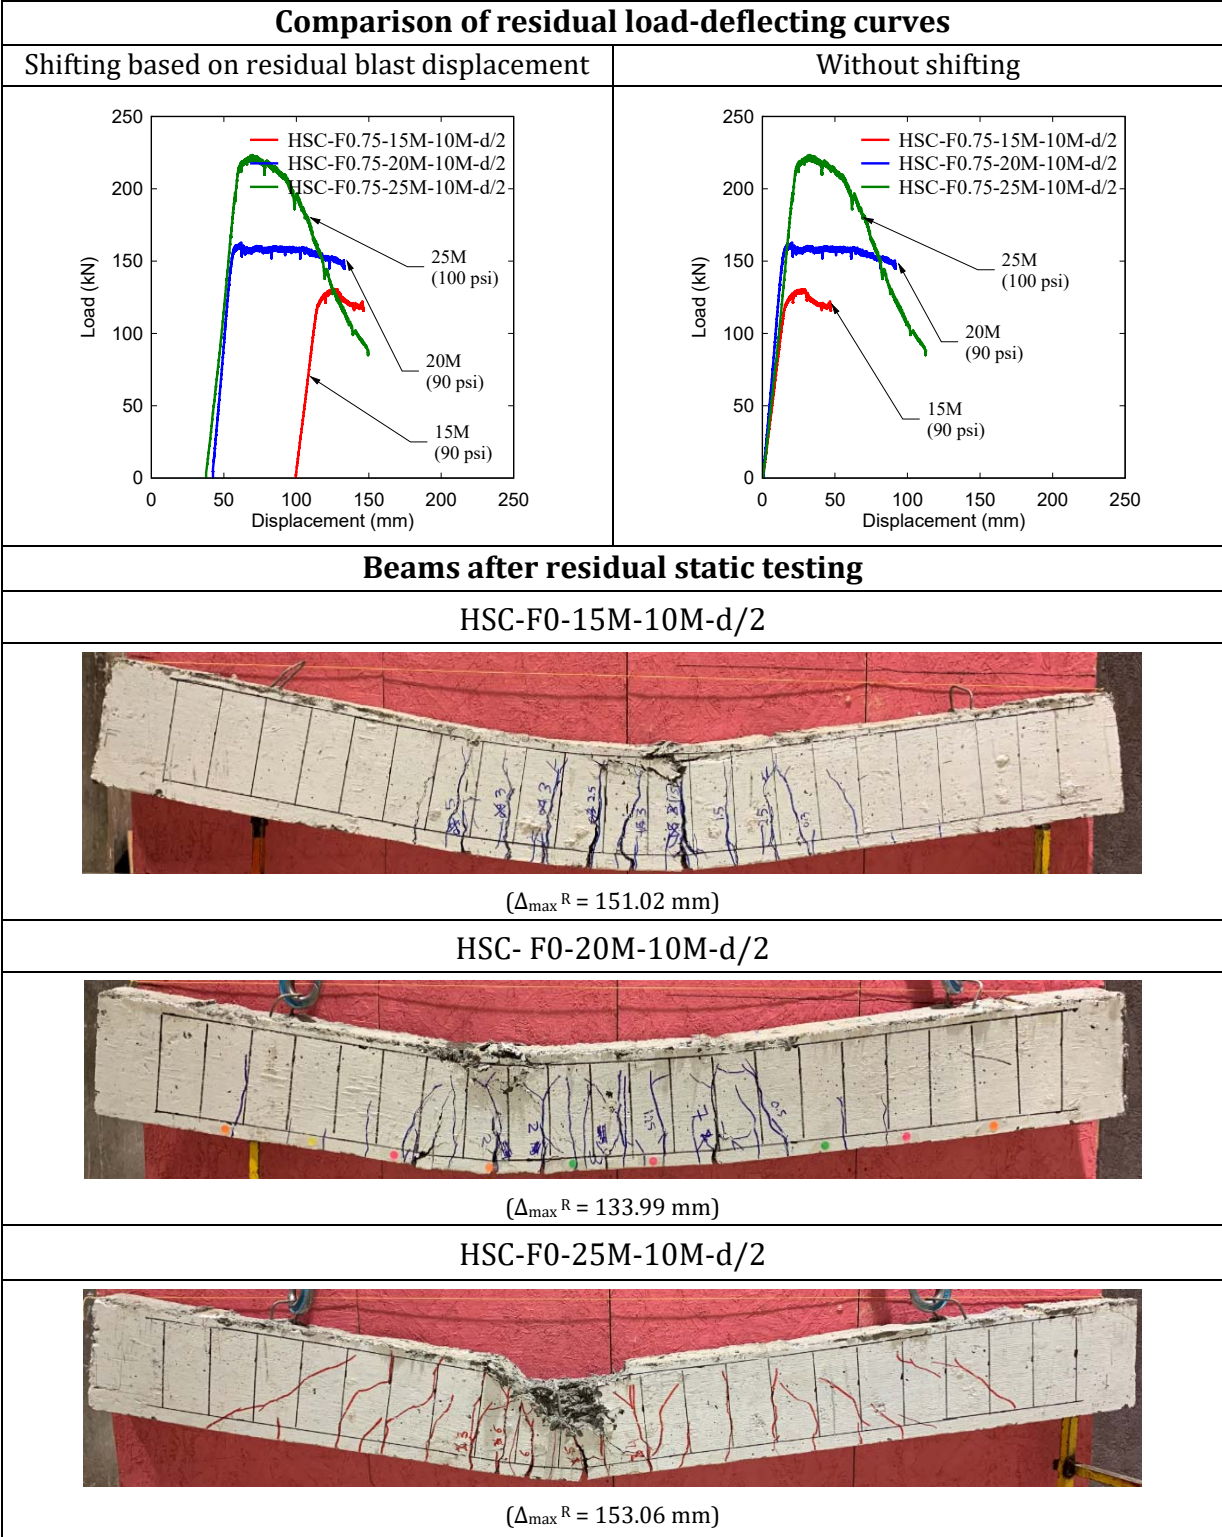 Comparison of residual load-deflecting curves
Shifting based on residual blast displacement
Without shifting
250
200
150
100
50
0
Load (kN)
HSC-F0.75-15M-10M-d/2
HSC-F0.75-20M-10M-d/2
HSC-F0.75-25M-10M-d/2
25M
(100 psi)
20M
(90 psi)
15M
(90 psi)
0 50 100 150 200 250
Displacement (mm)
250
200
150
100
50
0
Load (kN)
HSC-F0.75-15M-10M-d/2
HSC-F0.75-20M-10M-d/2
HSC-F0.75-25M-10M-d/2
25M
(100 psi)
20M
(90 psi)
15M
(90 psi)
0 50 100 150 200 250
Displacement (mm)
Beams after residual static testing
HSC-F0-15M-10M-d/2
(Δmax R = 151.02 mm)
HSC- F0-20M-10M-d/2
(Δmax R = 133.99 mm)
HSC-F0-25M-10M-d/2
(Δmax R = 153.06 mm)